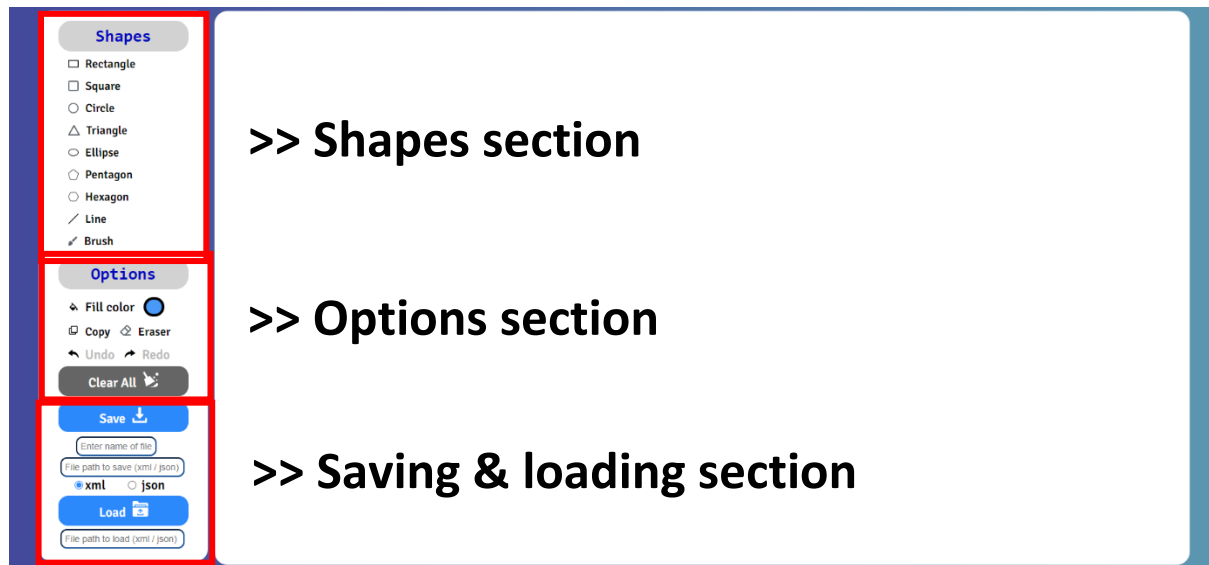 Shapes
Rectangle
Square
Circle
Triangle
Ellipse
Pentagon
Hexagon
Line
Brush
>> Shapes section
Options
Fill color
Copy Eraser
Undo Redo
Clear All
>> Options section
Save
Enter name of file
File path to save (xml / json)
xml json
Load
File path to load (xml / json)
>> Saving & loading section